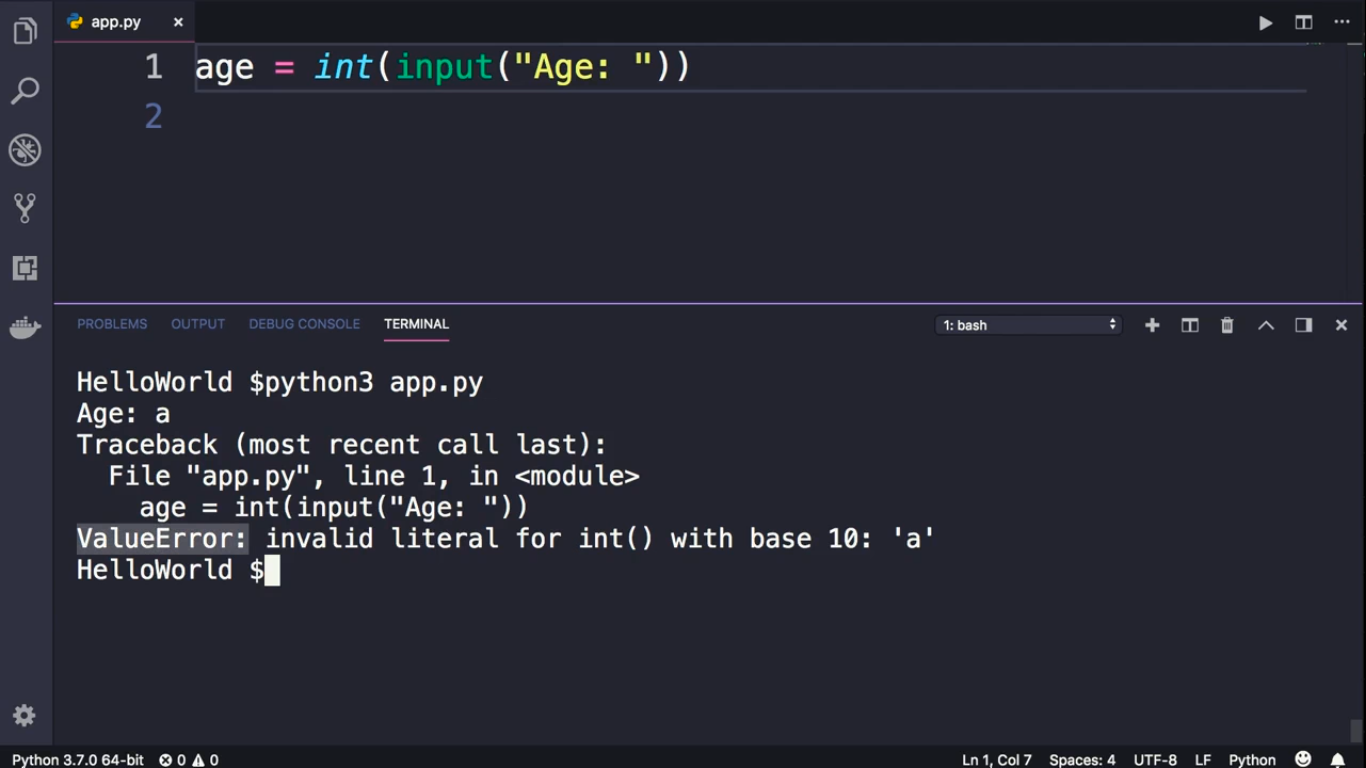 app.py
1 age = int(input("Age: "))
2
PROBLEMS OUTPUT DEBUG CONSOLE TERMINAL 1: bash
HelloWorld $python3 app.py
Age: a
Traceback (most recent call last):
  File "app.py", line 1, in <module>
    age = int(input("Age: "))
ValueError: invalid literal for int() with base 10: 'a'
HelloWorld $
Python 3.7.0 64-bit 0 0 Ln 1, Col 7 Spaces: 4 UTF-8 LF Python